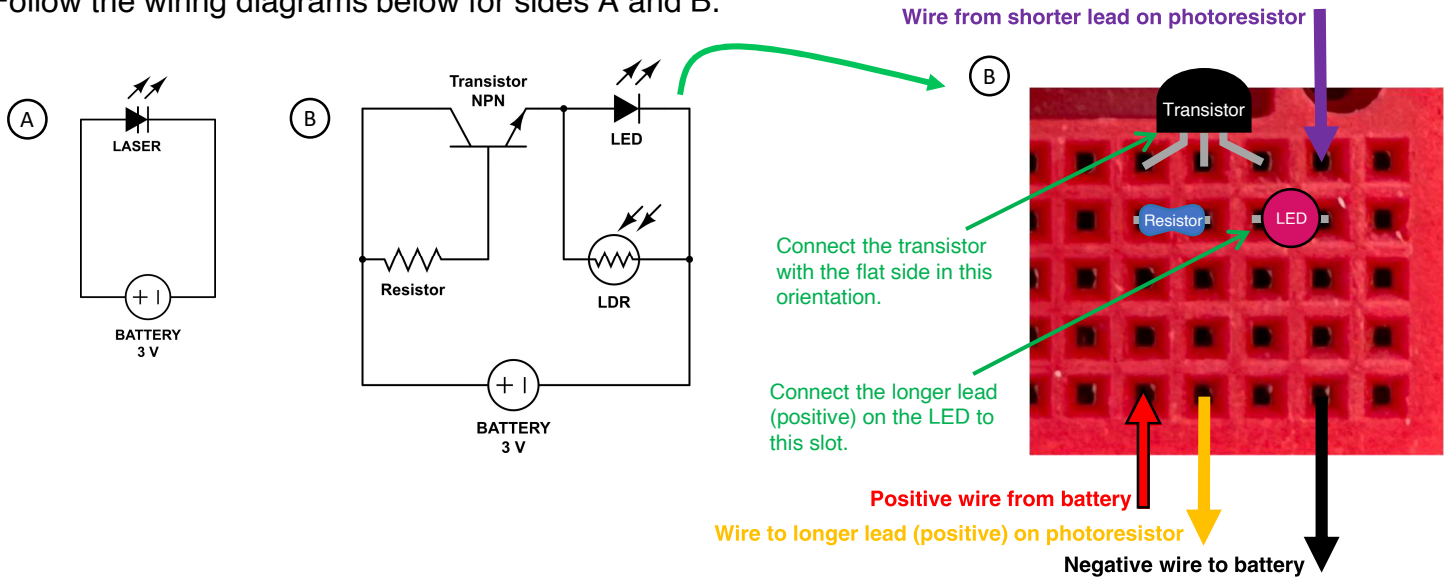 Follow the wiring diagrams below for sides A and B.
Wire from shorter lead on photoresistor
A
LASER
+ I
BATTERY
3 V
B
Transistor
NPN
LED
Resistor
LDR
+ I
BATTERY
3 V
B
Transistor
Resistor
LED
Connect the transistor
with the flat side in this
orientation.
Connect the longer lead
(positive) on the LED to
this slot.
Positive wire from battery
Wire to longer lead (positive) on photoresistor
Negative wire to battery